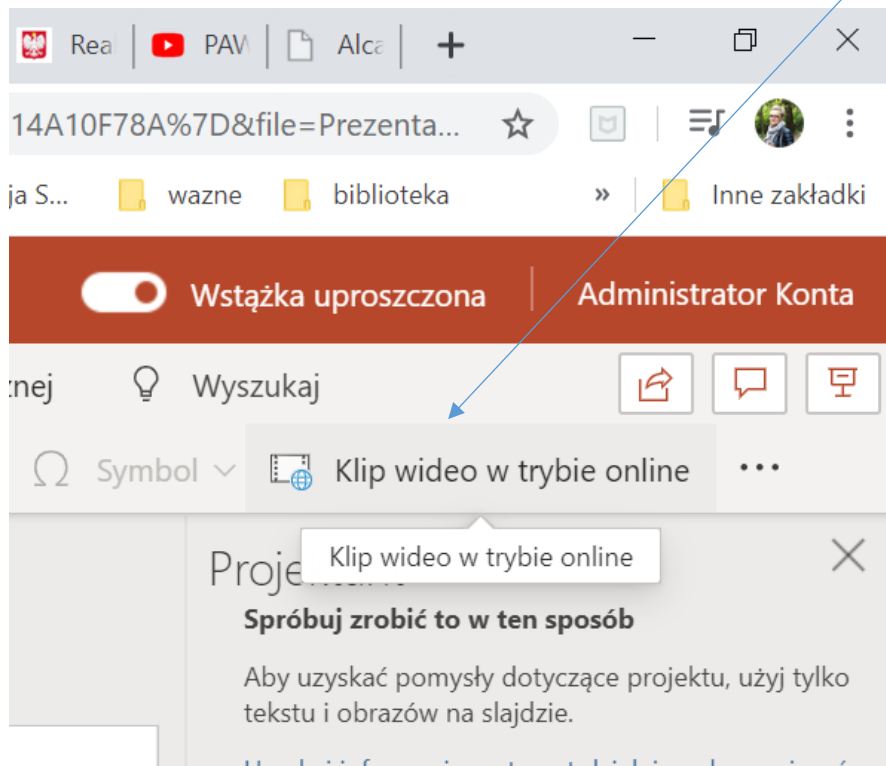 Rea PAW Alca
14A10F78A%7D&file=Prezenta...
ja S... wazne biblioteka » Inne zakładki
Wstążka uproszczona Administrator Konta
znej Wyszukaj
Symbol Klip wideo w trybie online ...
Klip wideo w trybie online
Spróbuj zrobić to w ten sposób
Aby uzyskać pomysły dotyczące projektu, użyj tylko
tekstu i obrazów na slajdzie.